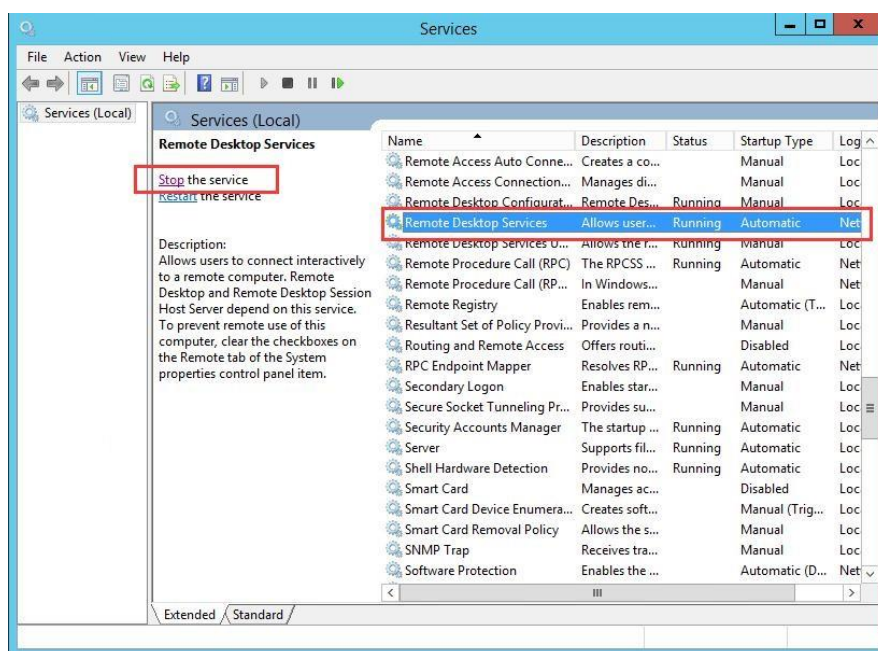 Services
File Action View Help
Services (Local)
Services (Local)
Remote Desktop Services
Stop the service
Restart the service
Description:
Allows users to connect interactively
to a remote computer. Remote
Desktop and Remote Desktop Session
Host Server depend on this service.
To prevent remote use of this
computer, clear the checkboxes on
the Remote tab of the System
properties control panel item.
Name Description Status Startup Type Log
Remote Access Auto Conne... Creates a co... Manual Loc
Remote Access Connection... Manages di... Manual Loc
Remote Desktop Configurat... Remote Des... Running Manual Loc
Remote Desktop Services Allows user... Running Automatic Net
Remote Desktop Services U... Allows the r... Running Manual Loc
Remote Procedure Call (RPC) The RPCSS ... Running Automatic Net
Remote Procedure Call (RP... In Windows... Manual Net
Remote Registry Enables rem... Automatic (T... Loc
Resultant Set of Policy Provi... Provides a n... Manual Loc
Routing and Remote Access Offers routi... Disabled Loc
RPC Endpoint Mapper Resolves RP... Running Automatic Net
Secondary Logon Enables star... Manual Loc
Secure Socket Tunneling Pr... Provides su... Manual Loc
Security Accounts Manager The startup ... Running Automatic Loc
Server Supports fil... Running Automatic Loc
Shell Hardware Detection Provides no... Running Automatic Loc
Smart Card Manages ac... Disabled Loc
Smart Card Device Enumera... Creates soft... Manual (Trig... Loc
Smart Card Removal Policy Allows the s... Manual Loc
SNMP Trap Receives tra... Manual Loc
Software Protection Enables the ... Automatic (D... Net
Extended Standard